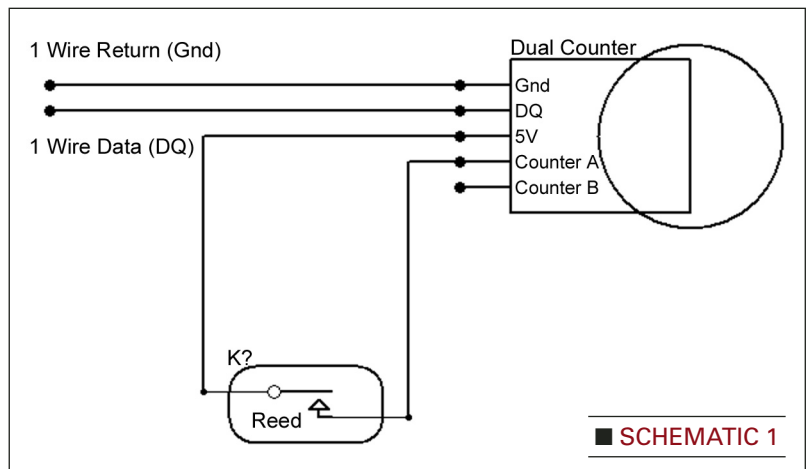 1 Wire Return (Gnd)
1 Wire Data (DQ)
Dual Counter
Gnd
DQ
5V
Counter A
Counter B
K?
Reed
■ SCHEMATIC 1